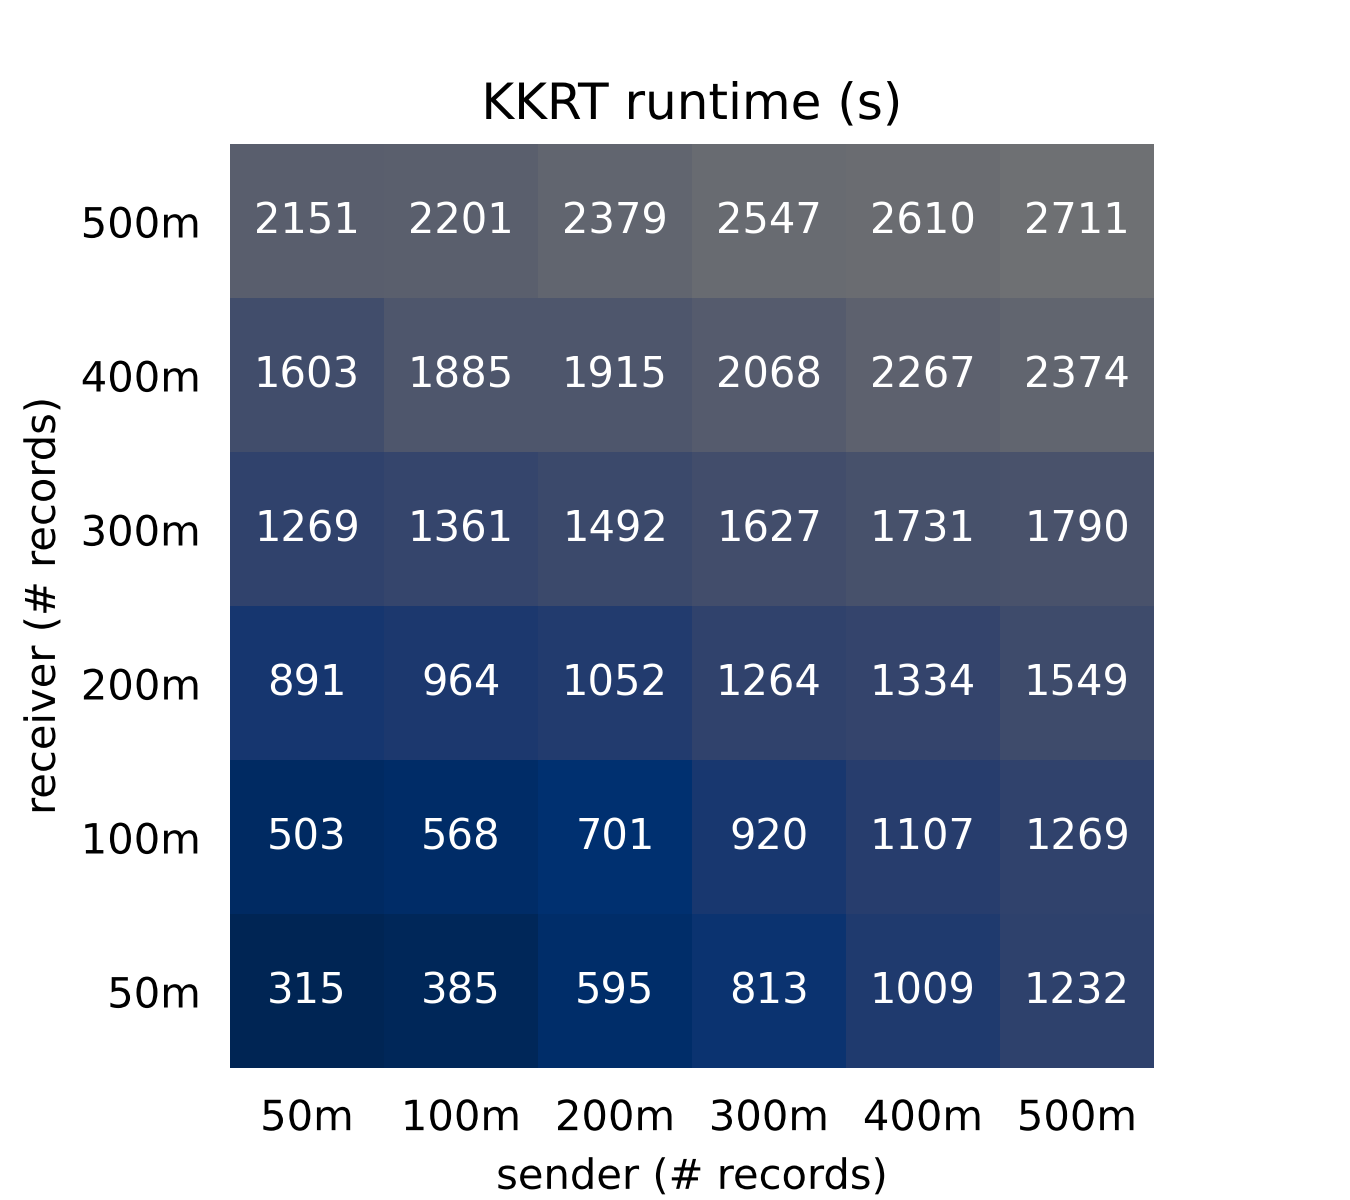 KKRT runtime (s)
500m 2151 2201 2379 2547 2610 2711
400m 1603 1885 1915 2068 2267 2374
300m 1269 1361 1492 1627 1731 1790
200m 891 964 1052 1264 1334 1549
100m 503 568 701 920 1107 1269
50m 315 385 595 813 1009 1232
50m 100m 200m 300m 400m 500m
sender (# records)
receiver (# records)